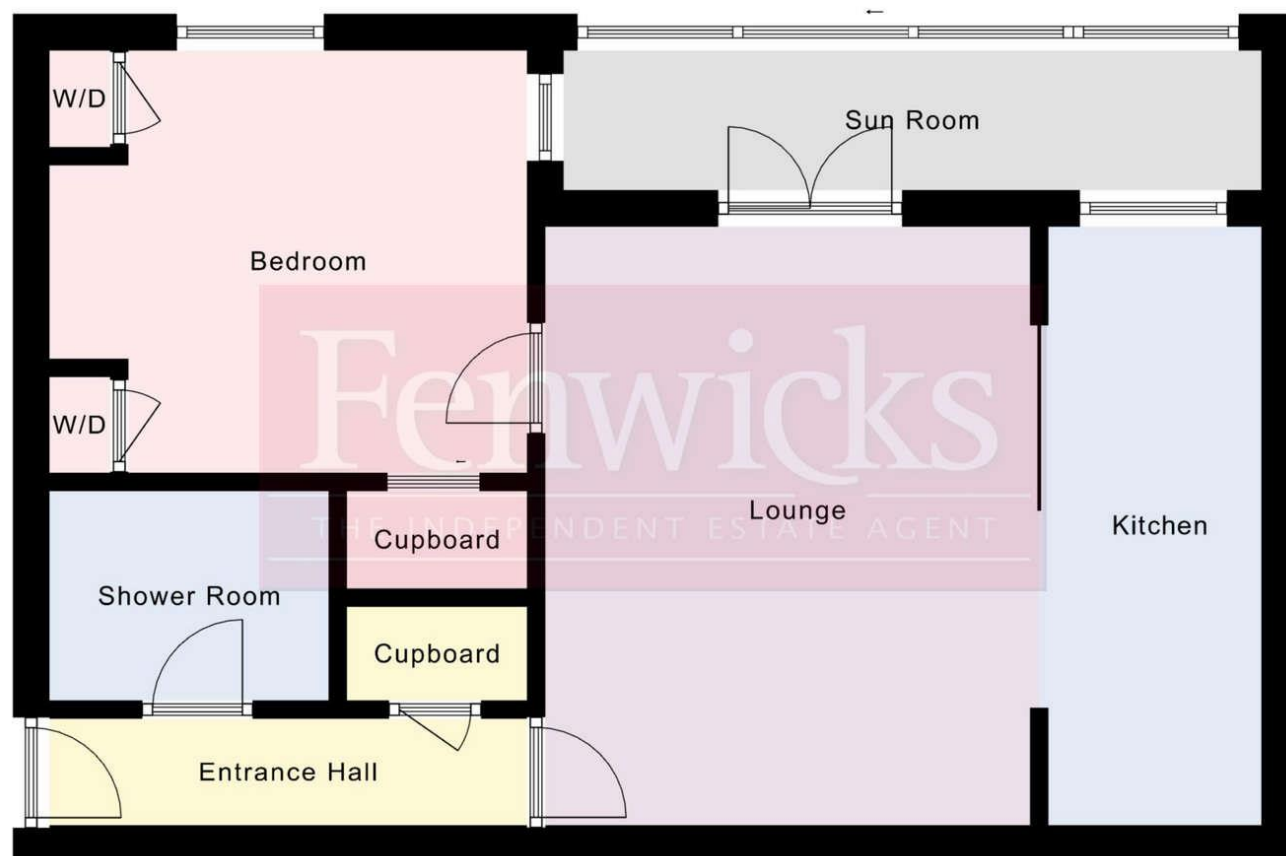 W/D
Sun Room
Bedroom
Fenwicks
W/D
THE INDEPENDENT ESTATE AGENT
Lounge
Kitchen
Cupboard
Shower Room
Cupboard
Entrance Hall